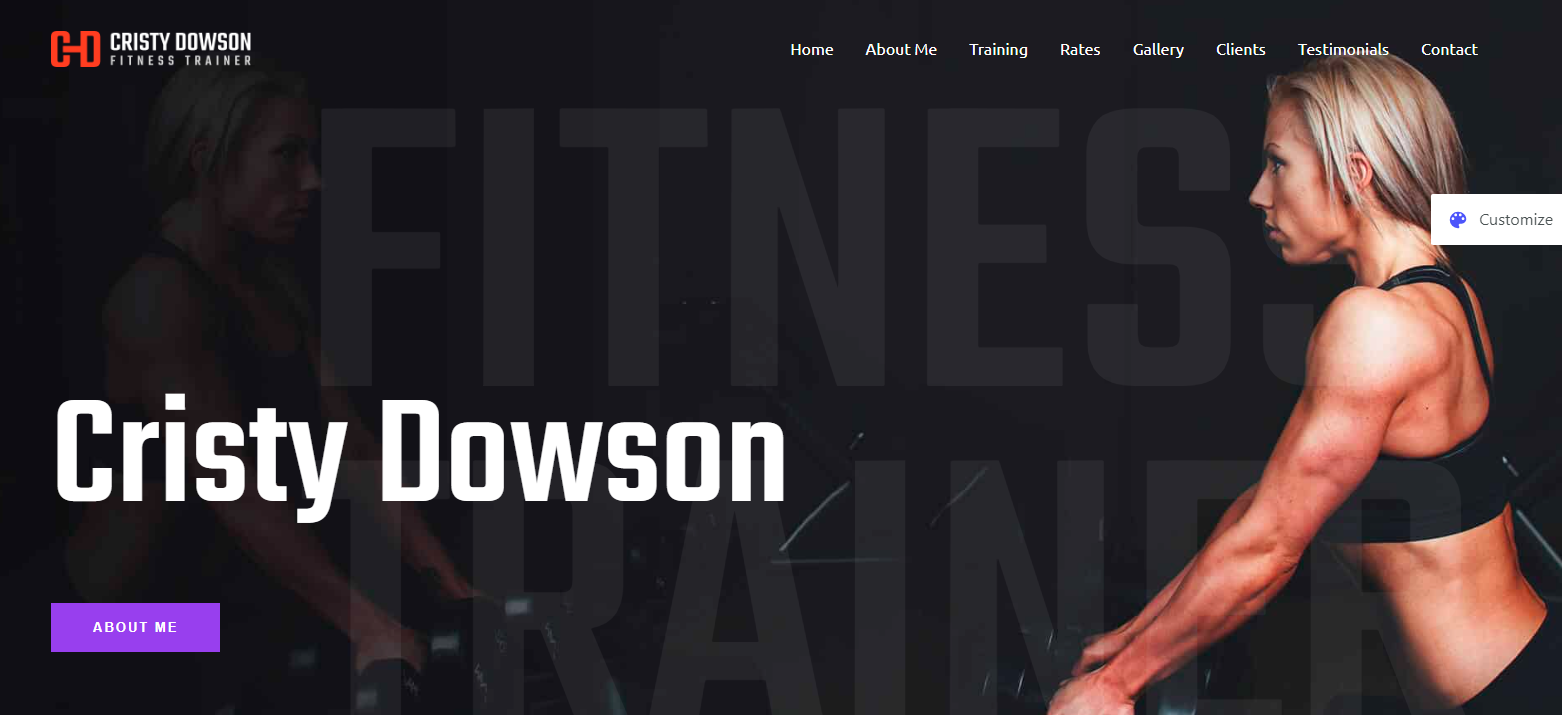 CRISTY DOWSON
FITNESS TRAINER
Home About Me Training Rates Gallery Clients Testimonials Contact
FITNESS
Customize
Cristy Dowson
TRAINER
ABOUT ME